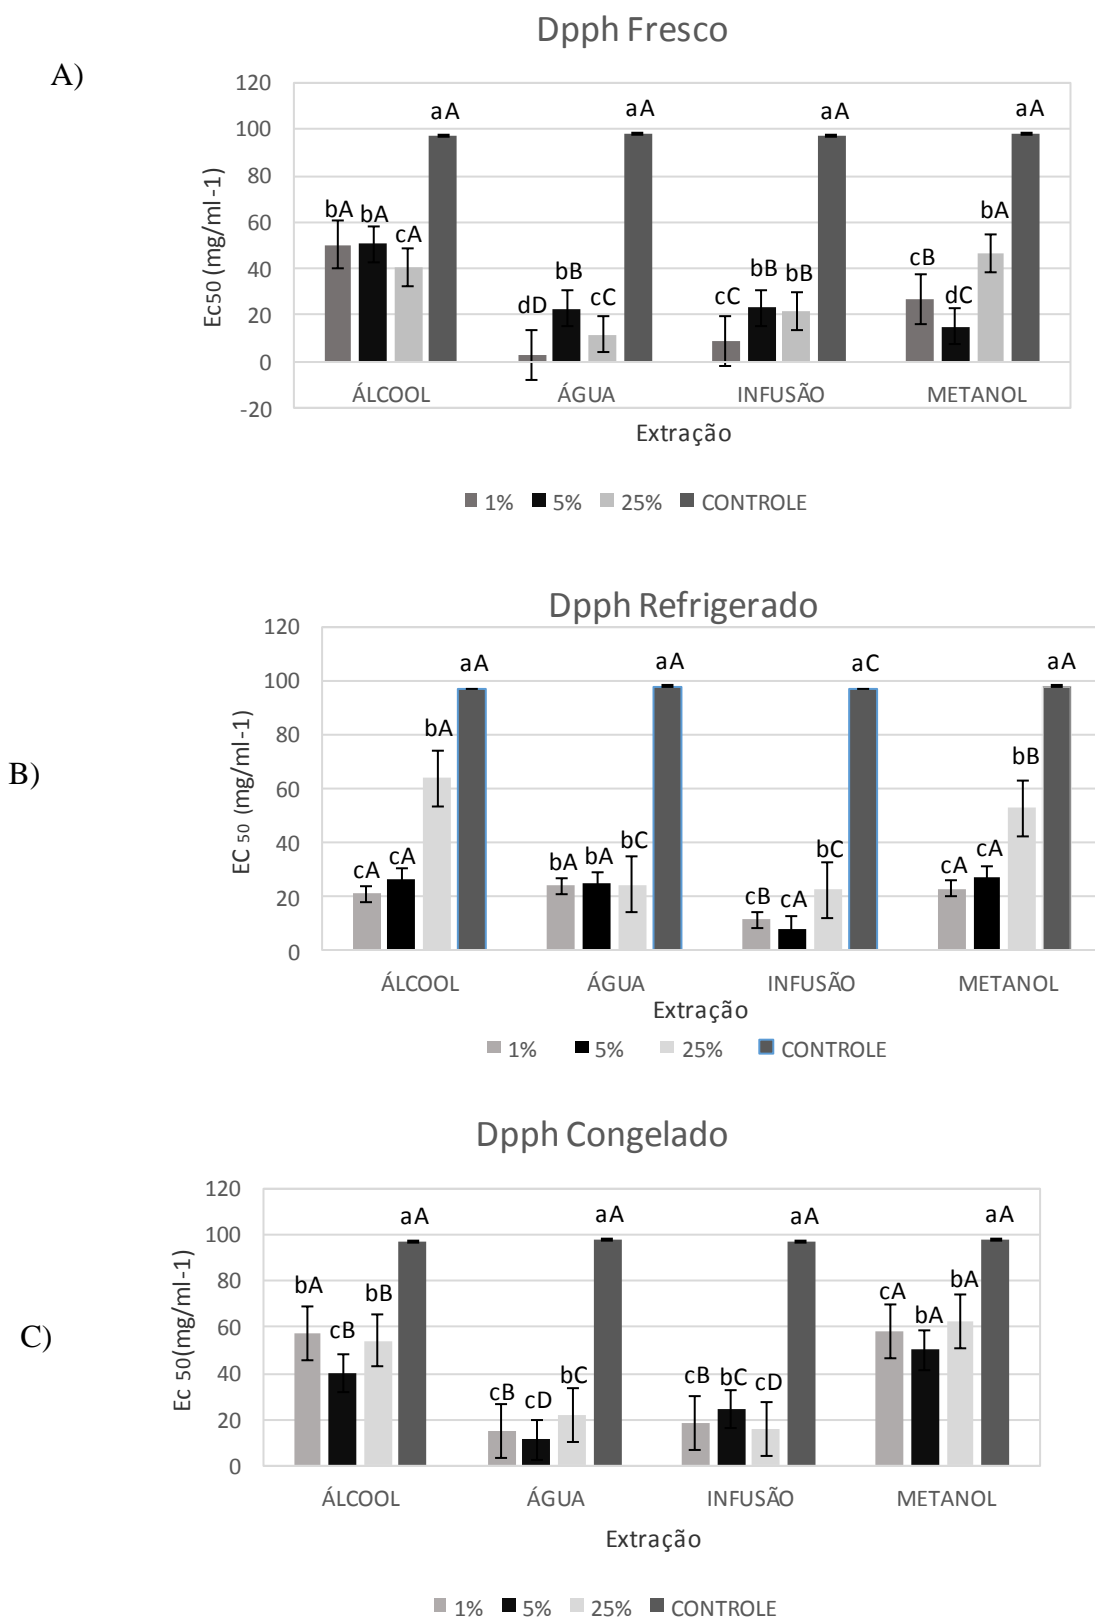 Dpph Fresco
A)
120
100
80
60
40
20
0
-20
Ec50 (mg/ml -1)
bA bA cA aA
dD bB cC aA
cC bB bB aA
cB dC bA aA
ÁLCOOL ÁGUA INFUSÃO METANOL
Extração
1% 5% 25% CONTROLE
Dpph Refrigerado
B)
120
100
80
60
40
20
0
EC 50 (mg/ml-1)
cA cA bA aA
bA bA bC aA
cB cA bC aC
cA cA bB aA
ÁLCOOL ÁGUA INFUSÃO METANOL
Extração
1% 5% 25% CONTROLE
Dpph Congelado
C)
120
100
80
60
40
20
0
Ec 50(mg/ml-1)
bA cB bB aA
cB cD bC aA
cB bC cD aA
cA bA bA aA
ÁLCOOL ÁGUA INFUSÃO METANOL
Extração
1% 5% 25% CONTROLE